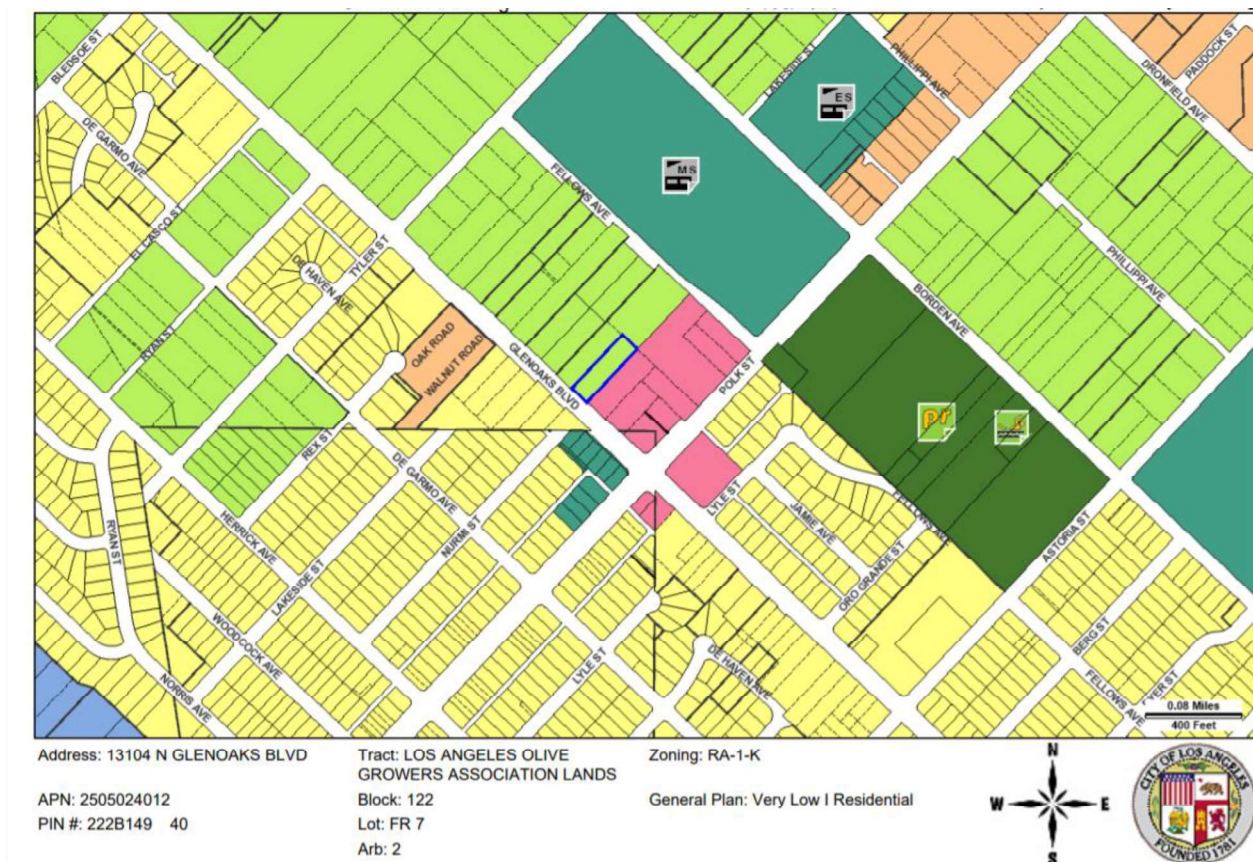 BLEDSOE ST
DE GARMO AVE
EL CASCO ST
RYAN ST
TYLER ST
DE HAVEN AVE
OAK ROAD
WALNUT ROAD
GLENOAKS BLVD
FELLOWS AVE
MS
ES
LAKESIDE ST
PHILLIPPI AVE
DRONFIELD AVE
PADDOCK ST
PHILLIPPI AVE
BORDEN AVE
POLK ST
pr
REX ST
HERRICK AVE
RYAN ST
DE GARMO AVE
NURMI ST
LAKESIDE ST
WOODCOCK AVE
NORRIS AVE
LYLE ST
LYLE ST
JAMIE AVE
ORO GRANDE ST
FELLOWS AVE
ASTORIA ST
DE HAVEN AVE
BERG ST
FELLOWS AVE
0.08 Miles
400 Feet
Address: 13104 N GLENOAKS BLVD
APN: 2505024012
PIN #: 222B149 40
Tract: LOS ANGELES OLIVE
GROWERS ASSOCIATION LANDS
Block: 122
Lot: FR 7
Arb: 2
Zoning: RA-1-K
General Plan: Very Low I Residential
N
W
E
S
CITY OF LOS ANGELES
FOUNDED 1781